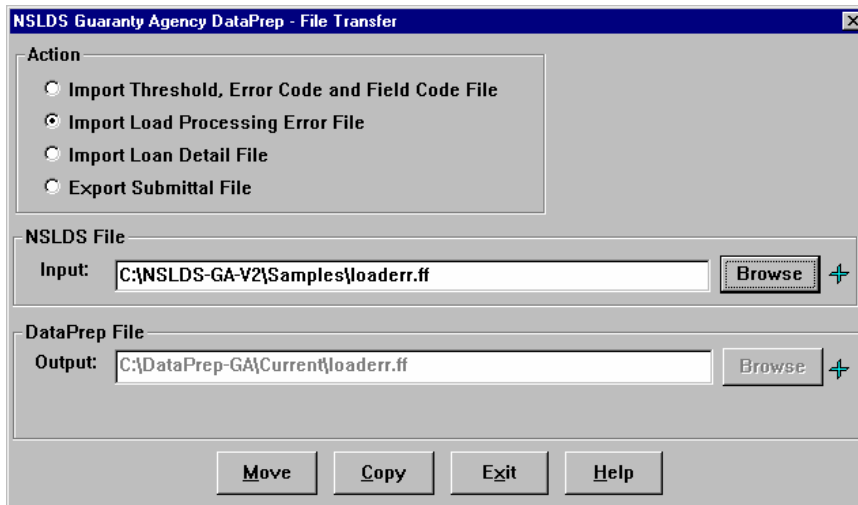 NSLDS Guaranty Agency DataPrep - File Transfer
Action
Import Threshold, Error Code and Field Code File
Import Load Processing Error File
Import Loan Detail File
Export Submittal File
NSLDS File
Input: C:\NSLDS-GA-V2\Samples\loaderr.ff Browse
DataPrep File
Output: C:\DataPrep-GA\Current\loaderr.ff Browse
Move Copy Exit Help